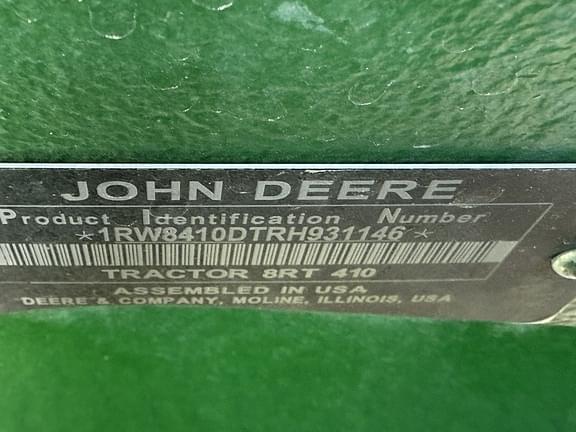 JOHN DEERE
Product Identification Number
*1RW8410DTRH931146*
TRACTOR 8RT 410
ASSEMBLED IN USA
DEERE & COMPANY, MOLINE, ILLINOIS, USA